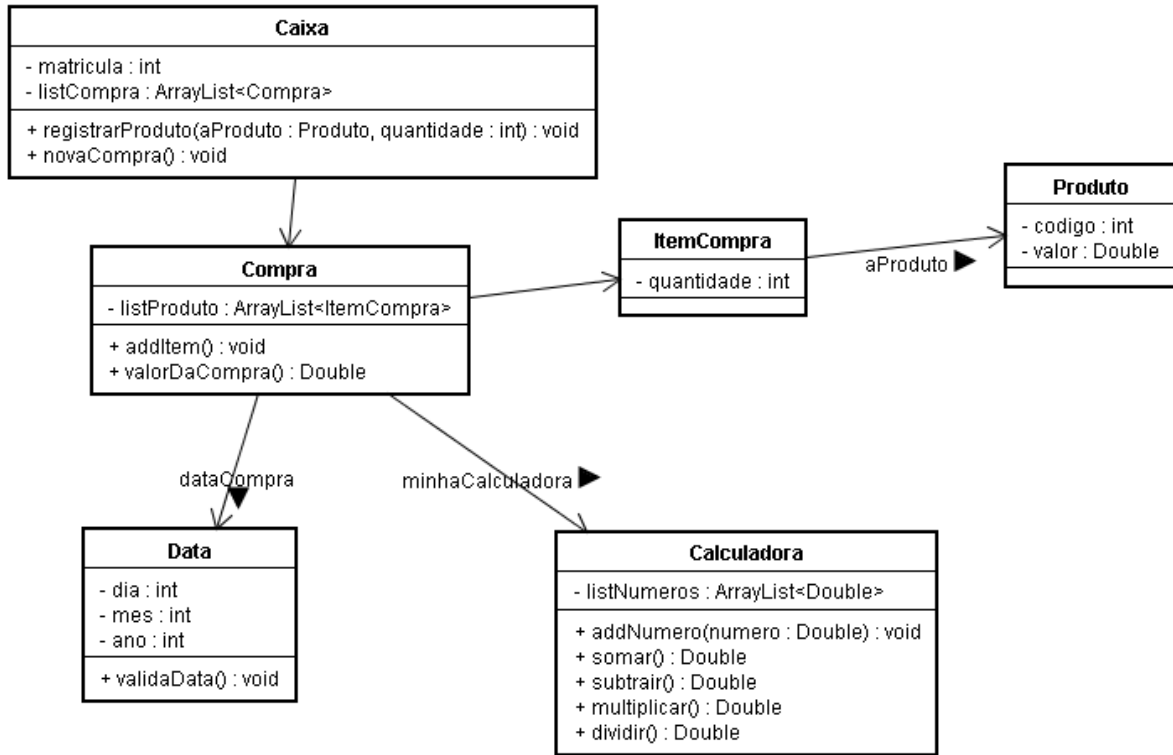 Caixa
- matricula : int
- listCompra : ArrayList<Compra>
+ registrarProduto(aProduto : Produto, quantidade : int) : void
+ novaCompra() : void
Produto
- codigo : int
- valor : Double
ItemCompra
- quantidade : int
aProduto
Compra
- listProduto : ArrayList<ItemCompra>
+ addItem() : void
+ valorDaCompra() : Double
dataCompra
minhaCalculadora
Data
- dia : int
- mes : int
- ano : int
+ validaData() : void
Calculadora
- listNumeros : ArrayList<Double>
+ addNumero(numero : Double) : void
+ somar() : Double
+ subtrair() : Double
+ multiplicar() : Double
+ dividir() : Double